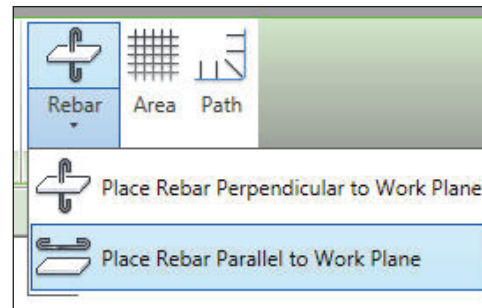 Rebar Area Path
Place Rebar Perpendicular to Work Plane
Place Rebar Parallel to Work Plane